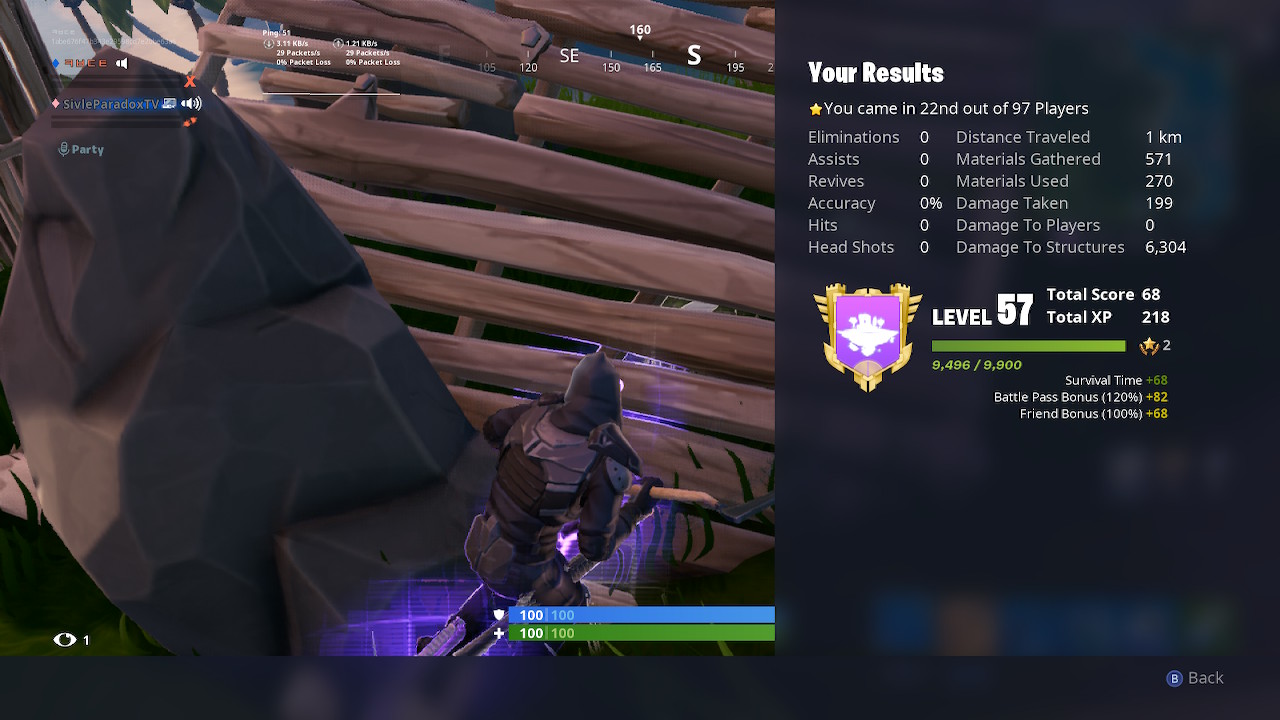 Ping: 51
3.11 KB/s 1.21 KB/s
29 Packets/s 29 Packets/s
0% Packet Loss 0% Packet Loss
160
E SE S
105 120 150 165 195
SivleParadoxTV
Party
1
100 100
100 100
Your Results
You came in 22nd out of 97 Players
Eliminations 0 Distance Traveled 1 km
Assists 0 Materials Gathered 571
Revives 0 Materials Used 270
Accuracy 0% Damage Taken 199
Hits 0 Damage To Players 0
Head Shots 0 Damage To Structures 6,304
LEVEL 57
Total Score 68
Total XP 218
2
9,496 / 9,900
Survival Time +68
Battle Pass Bonus (120%) +82
Friend Bonus (100%) +68
B Back